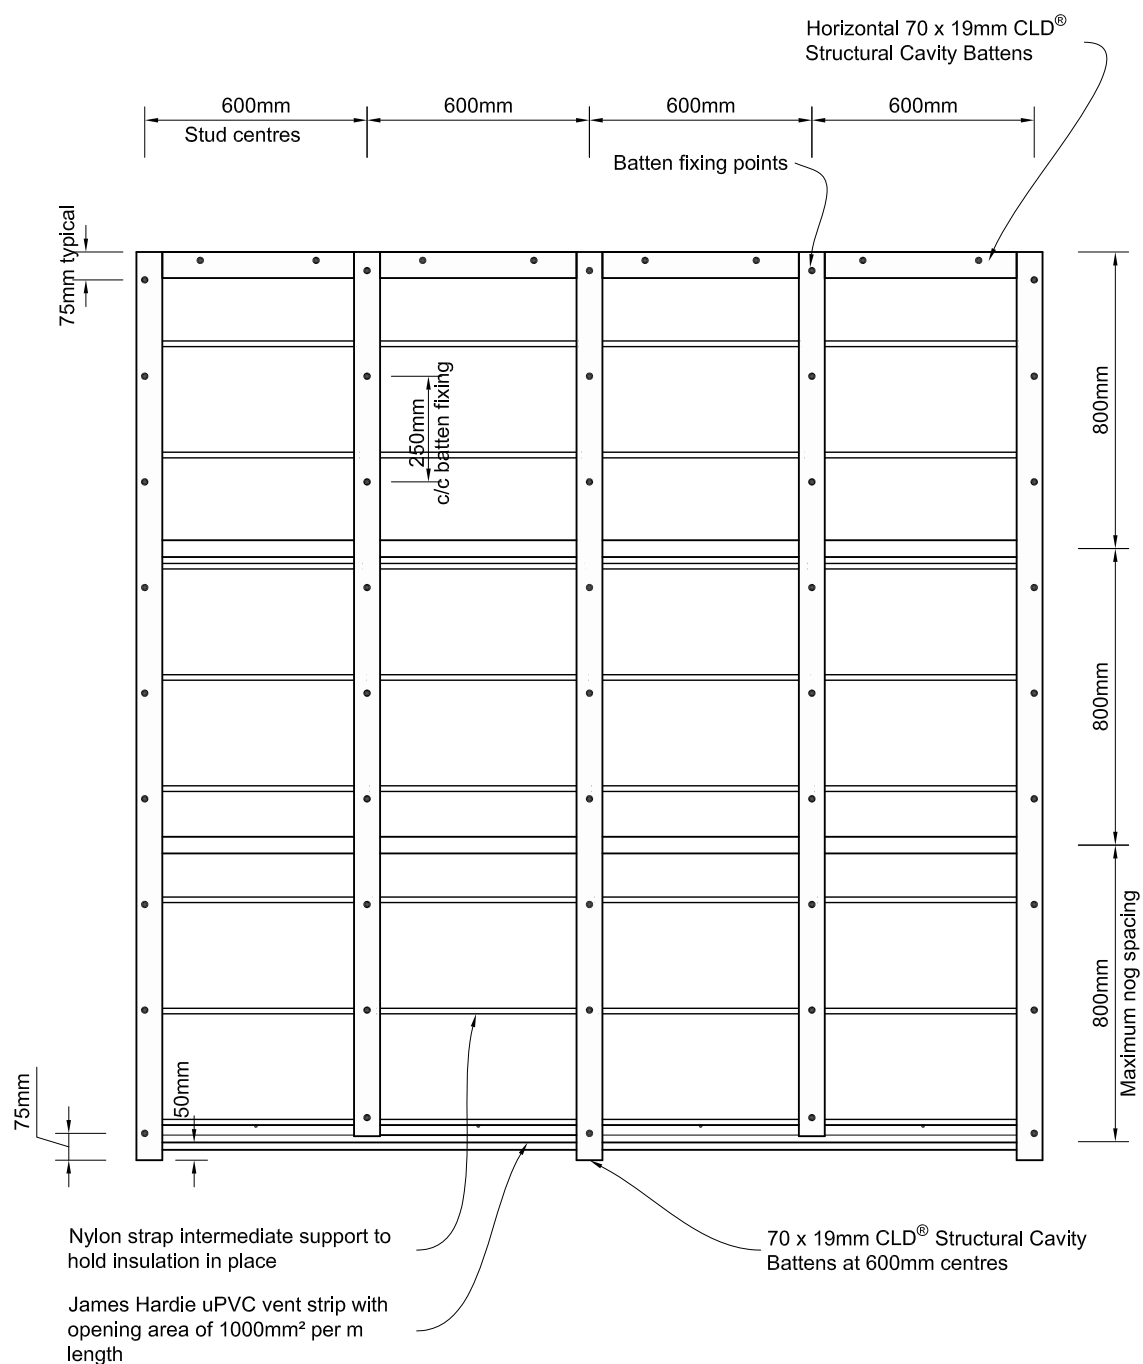 Horizontal 70 x 19mm CLD®
Structural Cavity Battens
600mm
600mm
600mm
600mm
Stud centres
Batten fixing points
75mm typical
250mm
c/c batten fixing
800mm
800mm
800mm
Maximum nog spacing
75mm
50mm
Nylon strap intermediate support to
hold insulation in place
James Hardie uPVC vent strip with
opening area of 1000mm² per m
length
70 x 19mm CLD® Structural Cavity
Battens at 600mm centres